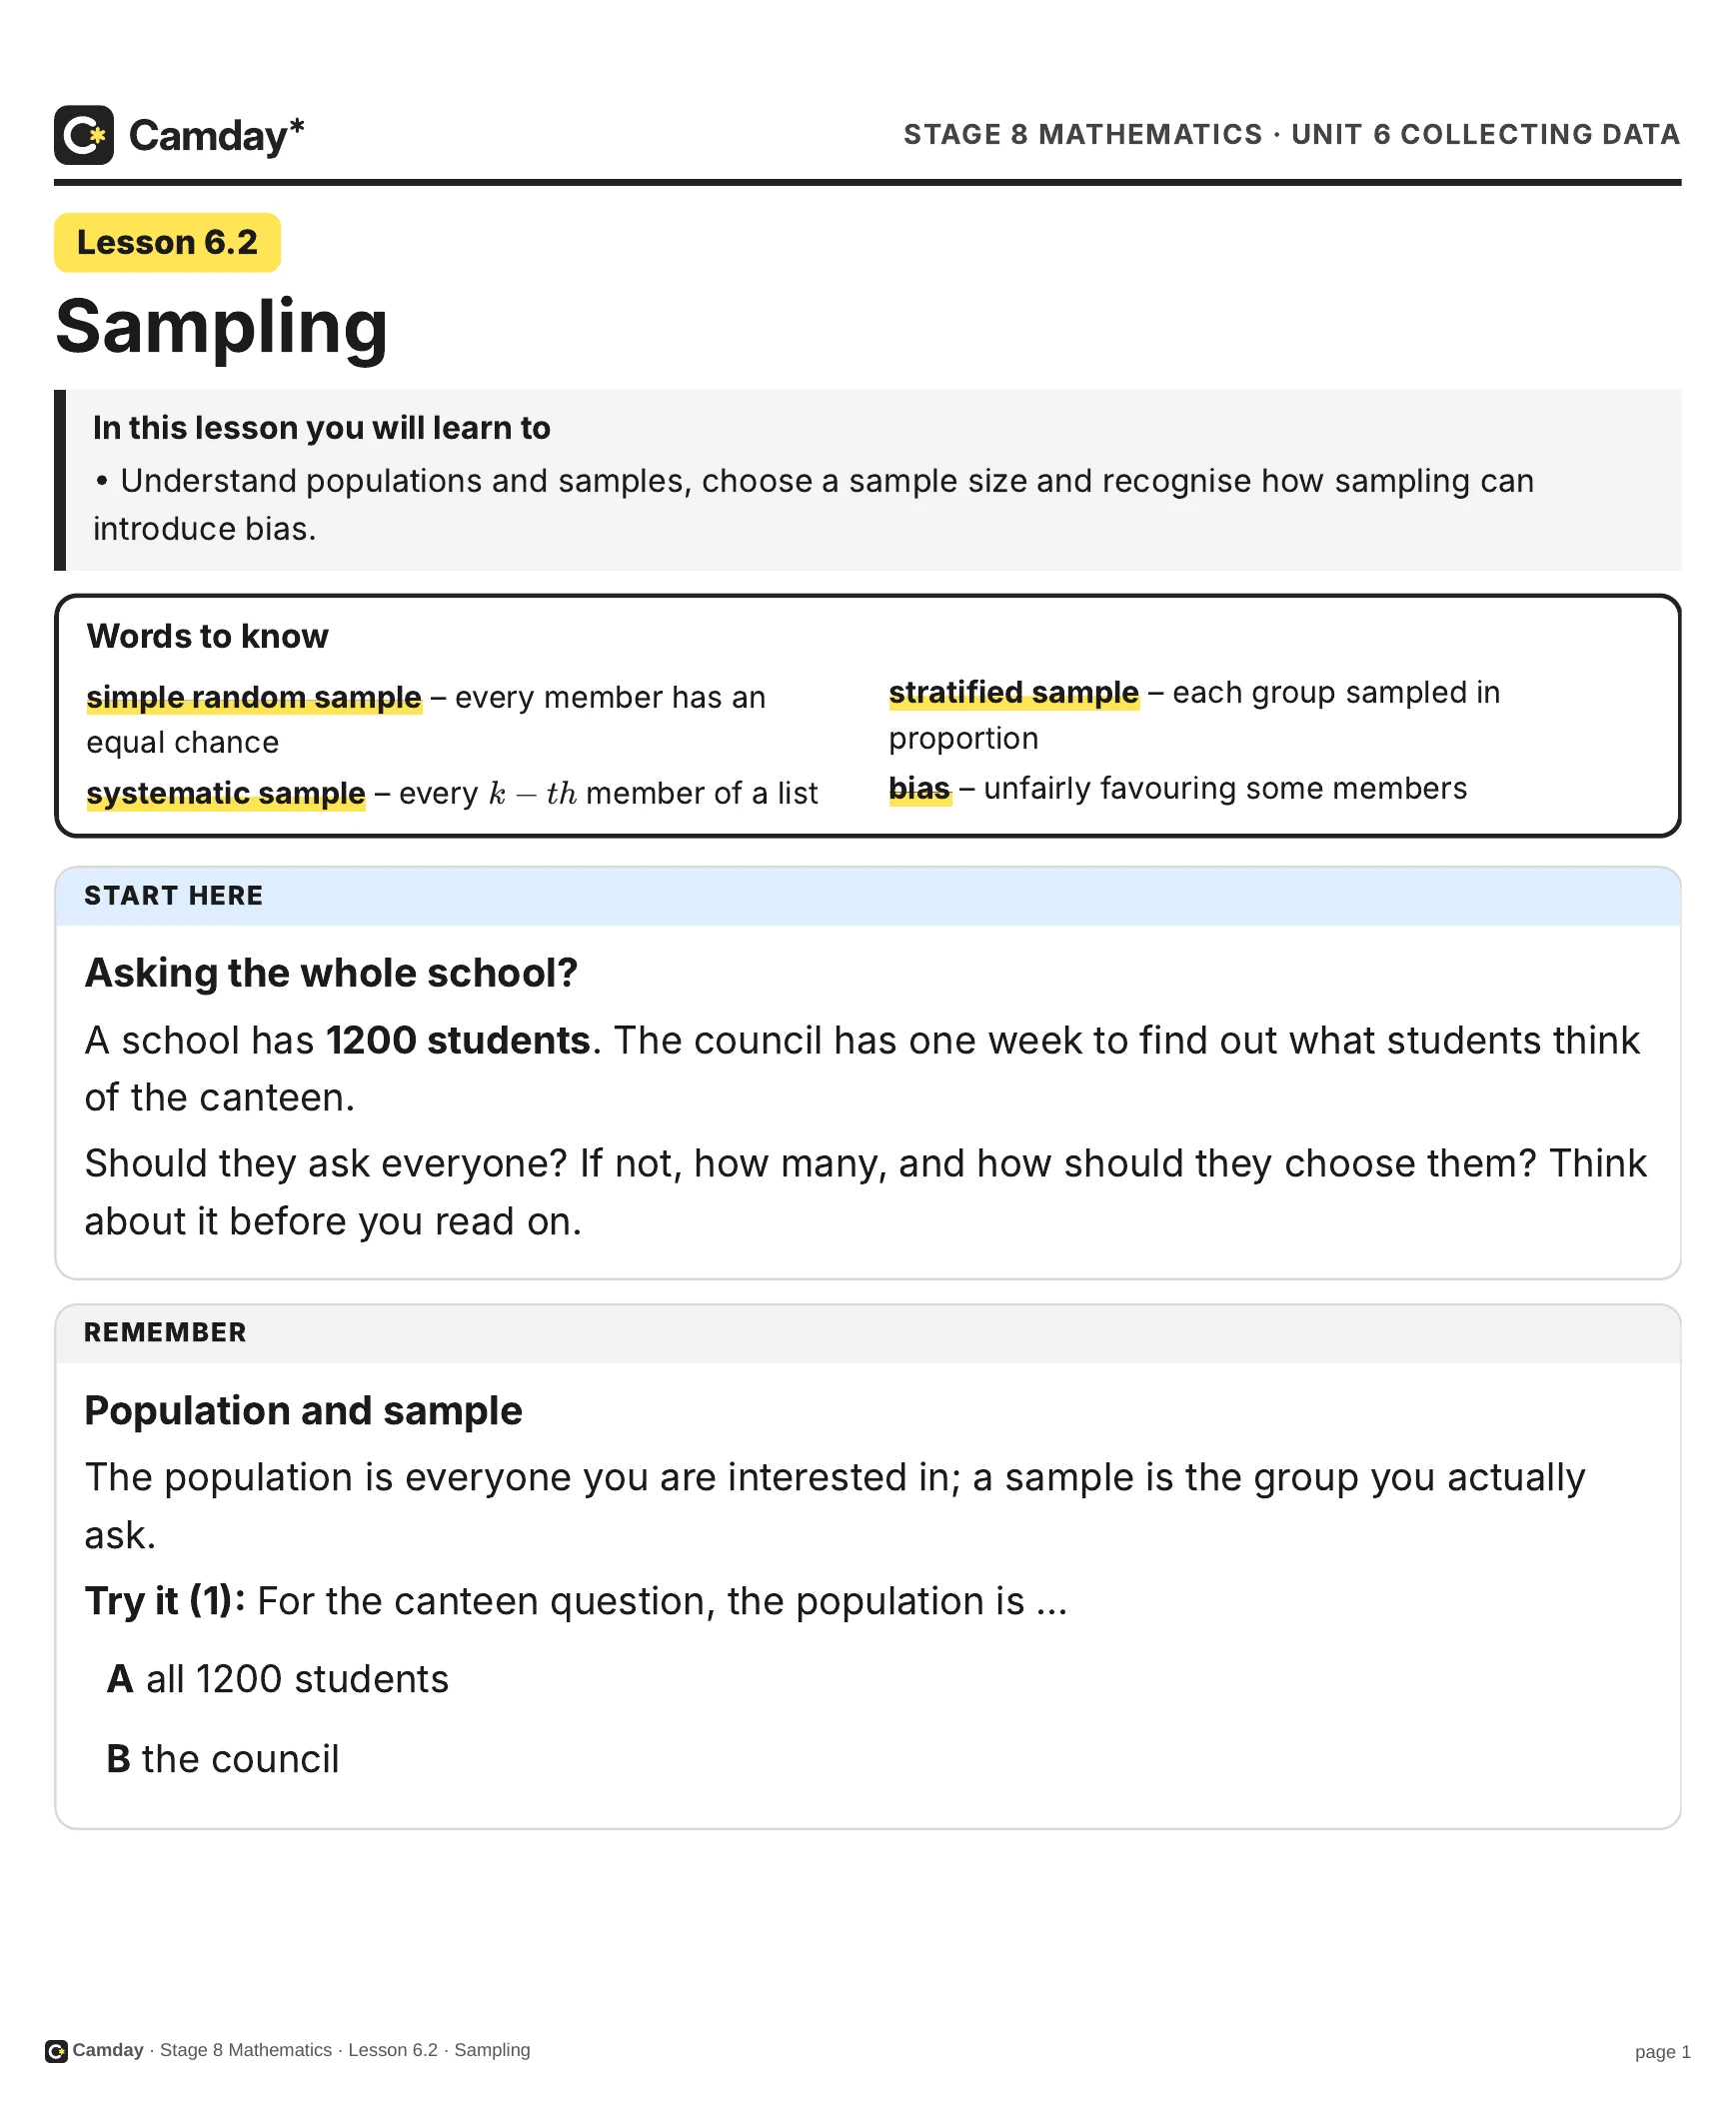 Camday*
STAGE 8 MATHEMATICS · UNIT 6 COLLECTING DATA
Lesson 6.2
Sampling
In this lesson you will learn to
• Understand populations and samples, choose a sample size and recognise how sampling can
introduce bias.
Words to know
simple random sample – every member has an
equal chance
systematic sample – every k − th member of a list
stratified sample – each group sampled in
proportion
bias – unfairly favouring some members
START HERE
Asking the whole school?
A school has 1200 students. The council has one week to find out what students think
of the canteen.
Should they ask everyone? If not, how many, and how should they choose them? Think
about it before you read on.
REMEMBER
Population and sample
The population is everyone you are interested in; a sample is the group you actually
ask.
Try it (1): For the canteen question, the population is ...
A all 1200 students
B the council
Camday · Stage 8 Mathematics · Lesson 6.2 · Sampling
page 1